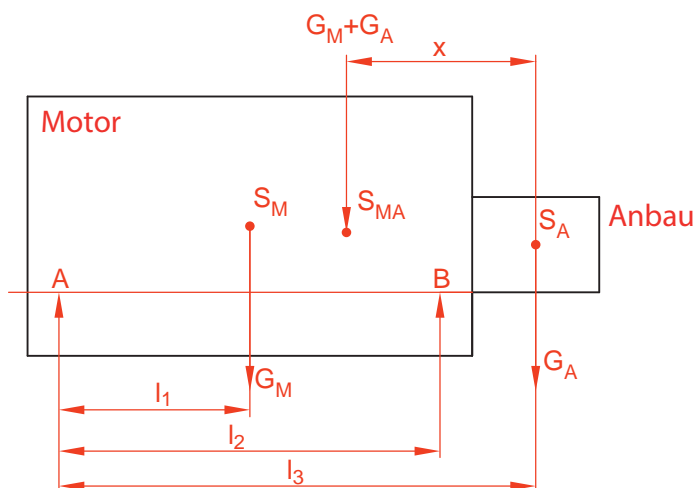 G_M+G_A
x
Motor
S_M
S_MA
S_A
Anbau
A
B
G_M
G_A
l_1
l_2
l_3